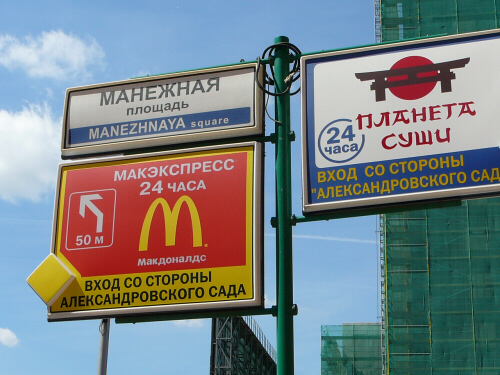 МАНЕЖНАЯ
площадь
MANEZHNAYA square
МАКЭКСПРЕСС
24 ЧАСА
50 М
Макдоналдс
ВХОД СО СТОРОНЫ
АЛЕКСАНДРОВСКОГО САДА
ПЛАНЕТА
СУШИ
24
часа
ВХОД СО СТОРОНЫ
"АЛЕКСАНДРОВСКОГО САДА